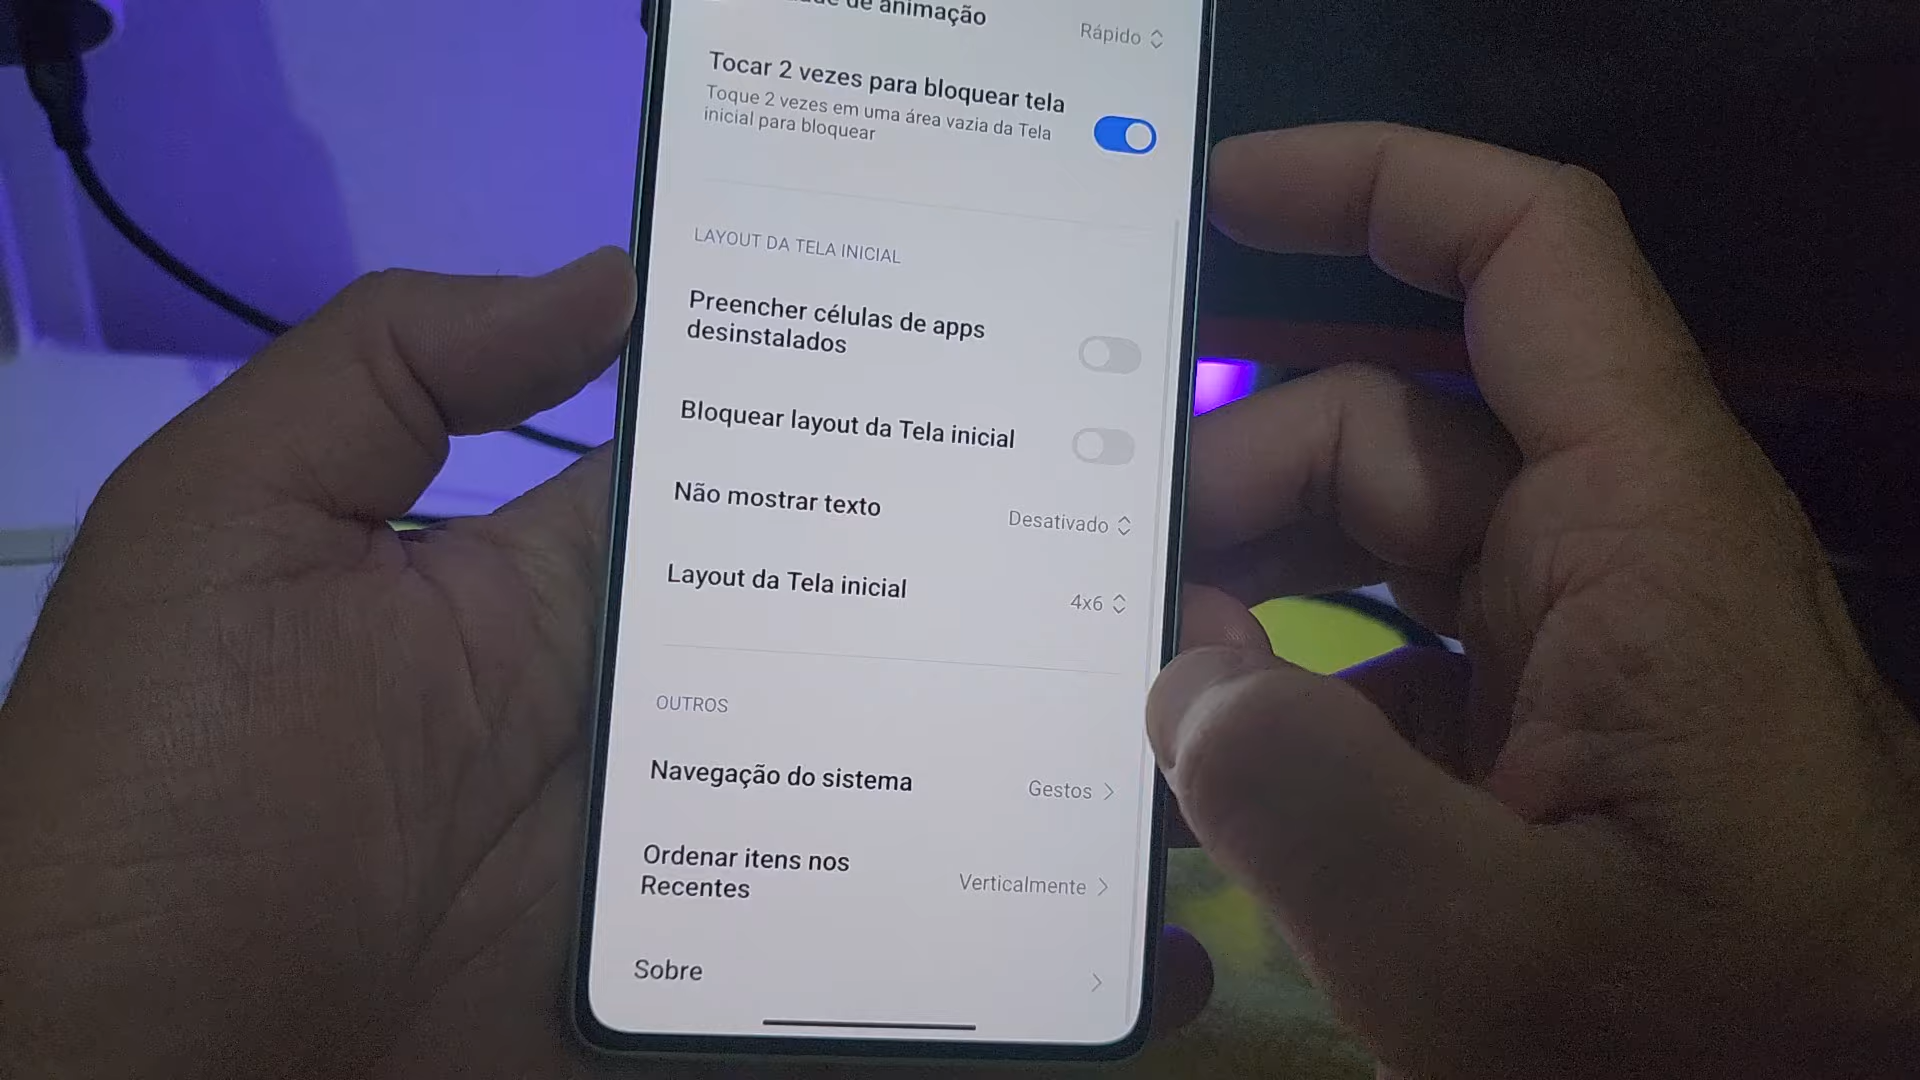 de animação
Rápido
Tocar 2 vezes para bloquear tela
Toque 2 vezes em uma área vazia da Tela
inicial para bloquear
LAYOUT DA TELA INICIAL
Preencher células de apps
desinstalados
Bloquear layout da Tela inicial
Não mostrar texto
Desativado
Layout da Tela inicial
4x6
OUTROS
Navegação do sistema
Gestos
Ordenar itens nos
Recentes
Verticalmente
Sobre